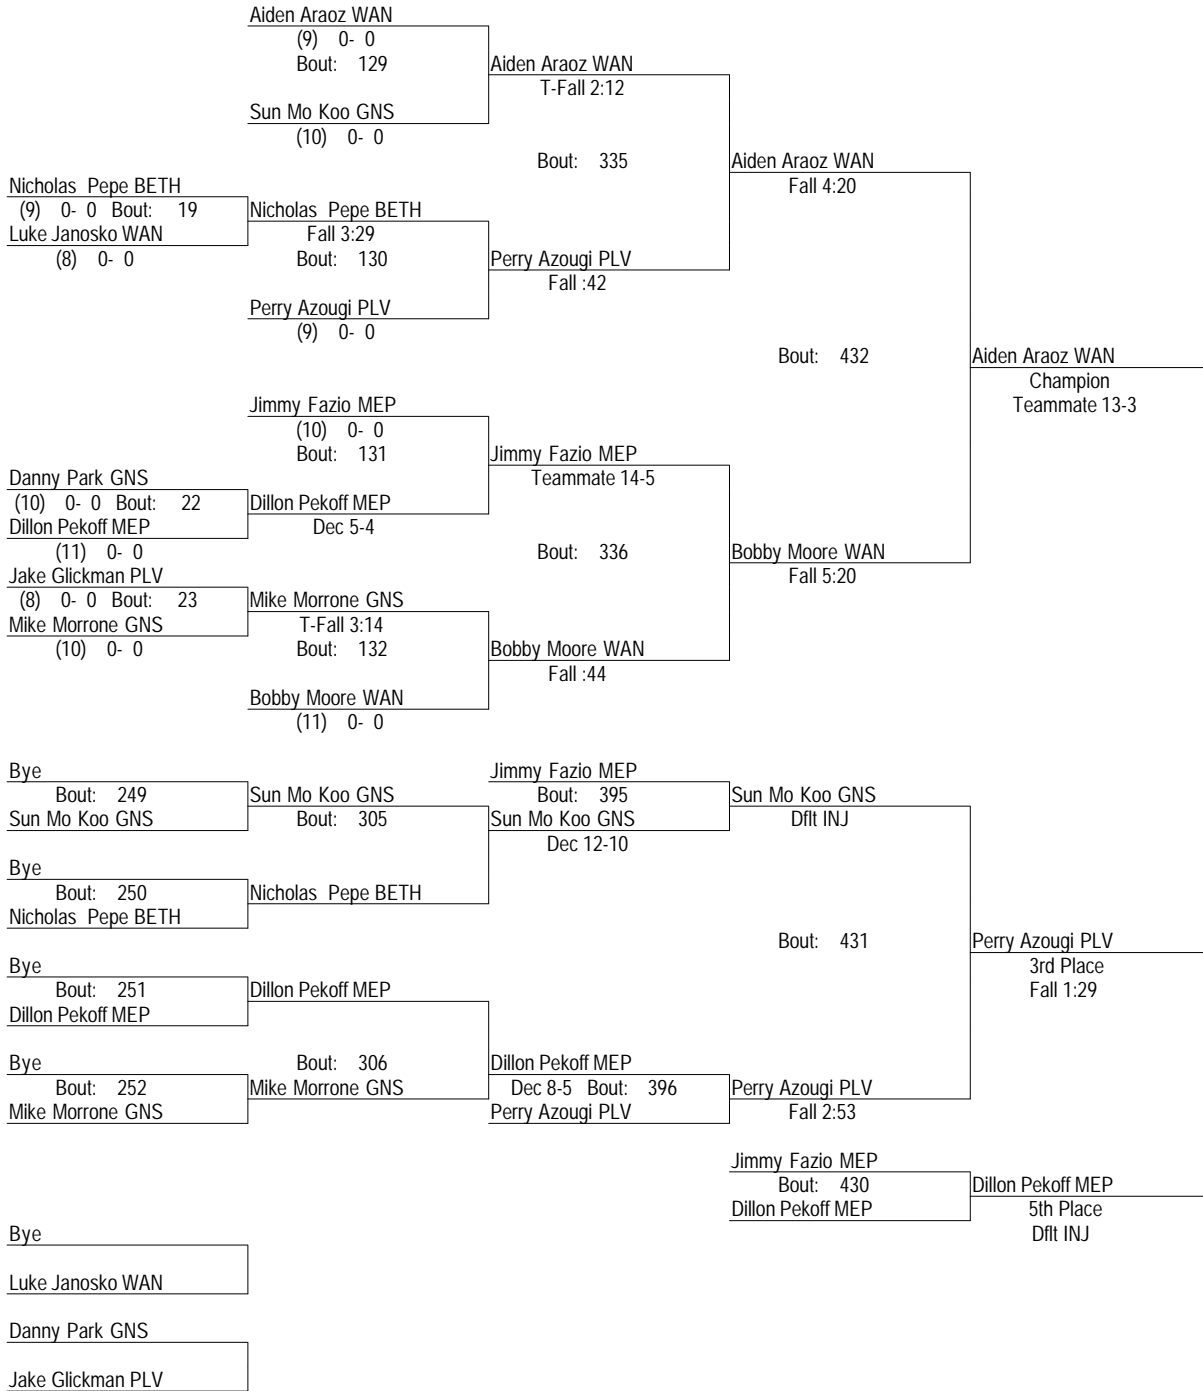 Aiden Araoz WAN
(9) 0- 0
Bout: 129
Aiden Araoz WAN
T-Fall 2:12
Sun Mo Koo GNS
(10) 0- 0
Bout: 335
Aiden Araoz WAN
Fall 4:20
Nicholas Pepe BETH
(9) 0- 0 Bout: 19
Nicholas Pepe BETH
Luke Janosko WAN
Fall 3:29
(8) 0- 0
Bout: 130
Perry Azougi PLV
Fall :42
Perry Azougi PLV
(9) 0- 0
Bout: 432
Aiden Araoz WAN
Champion
Teammate 13-3
Jimmy Fazio MEP
(10) 0- 0
Bout: 131
Jimmy Fazio MEP
Teammate 14-5
Danny Park GNS
(10) 0- 0 Bout: 22
Dillon Pekoff MEP
Dillon Pekoff MEP
Dec 5-4
(11) 0- 0
Bout: 336
Bobby Moore WAN
Fall 5:20
Jake Glickman PLV
(8) 0- 0 Bout: 23
Mike Morrone GNS
Mike Morrone GNS
T-Fall 3:14
(10) 0- 0
Bout: 132
Bobby Moore WAN
Fall :44
Bobby Moore WAN
(11) 0- 0
Bye
Bout: 249
Sun Mo Koo GNS
Sun Mo Koo GNS
Bout: 305
Jimmy Fazio MEP
Bout: 395
Sun Mo Koo GNS
Sun Mo Koo GNS
Dflt INJ
Dec 12-10
Bye
Bout: 250
Nicholas Pepe BETH
Nicholas Pepe BETH
Bout: 431
Perry Azougi PLV
3rd Place
Fall 1:29
Bye
Bout: 251
Dillon Pekoff MEP
Dillon Pekoff MEP
Bye
Bout: 306
Dillon Pekoff MEP
Bout: 252
Mike Morrone GNS
Dec 8-5 Bout: 396
Perry Azougi PLV
Mike Morrone GNS
Perry Azougi PLV
Fall 2:53
Jimmy Fazio MEP
Bout: 430
Dillon Pekoff MEP
Dillon Pekoff MEP
5th Place
Dflt INJ
Bye
Luke Janosko WAN
Danny Park GNS
Jake Glickman PLV